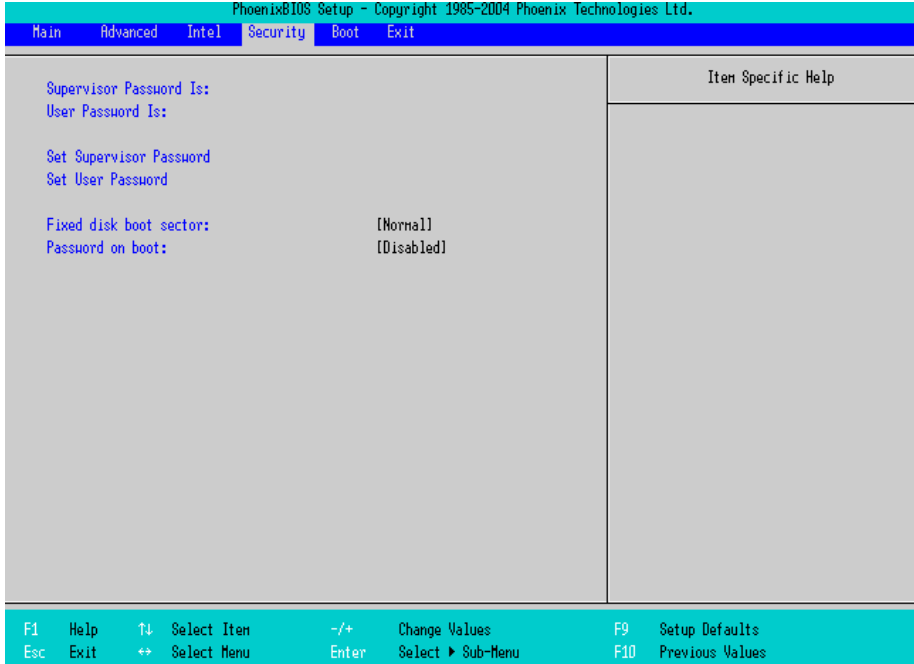 PhoenixBIOS Setup - Copyright 1985-2004 Phoenix Technologies Ltd.
Main Advanced Intel Security Boot Exit
Item Specific Help
Supervisor Password Is:
User Password Is:
Set Supervisor Password
Set User Password
Fixed disk boot sector: [Normal]
Password on boot: [Disabled]
F1 Help ↑↓ Select Item -/+ Change Values F9 Setup Defaults
Esc Exit ↔ Select Menu Enter Select ▶ Sub-Menu F10 Previous Values